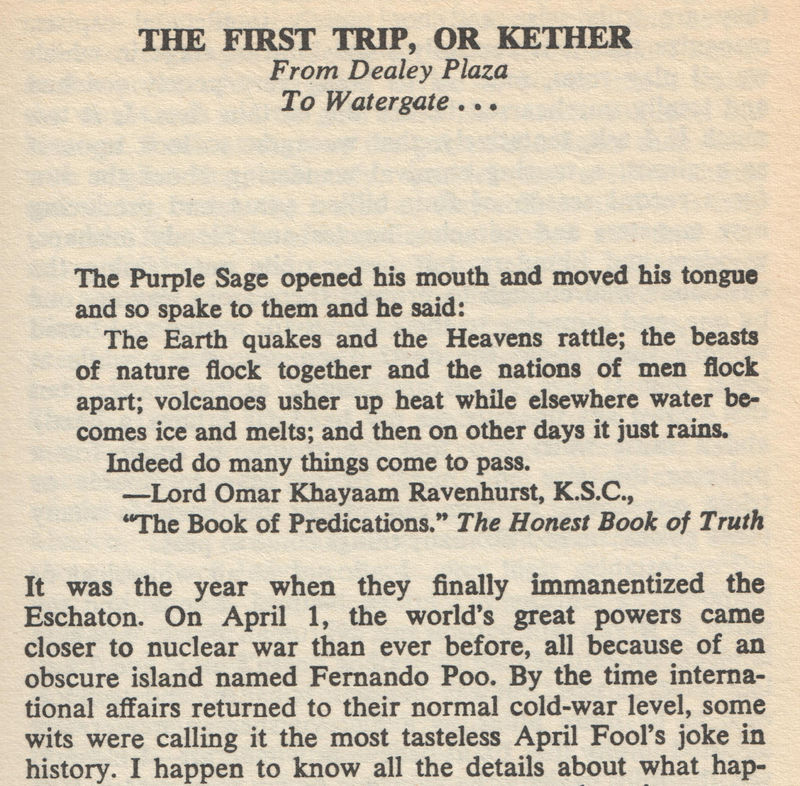 THE FIRST TRIP, OR KETHER
From Dealey Plaza
To Watergate . . .
The Purple Sage opened his mouth and moved his tongue
and so spake to them and he said:
The Earth quakes and the Heavens rattle; the beasts
of nature flock together and the nations of men flock
apart; volcanoes usher up heat while elsewhere water be-
comes ice and melts; and then on other days it just rains.
Indeed do many things come to pass.
—Lord Omar Khayaam Ravenhurst, K.S.C.,
“The Book of Predications.” The Honest Book of Truth
It was the year when they finally immanentized the
Eschaton. On April 1, the world's great powers came
closer to nuclear war than ever before, all because of an
obscure island named Fernando Poo. By the time interna-
tional affairs returned to their normal cold-war level, some
wits were calling it the most tasteless April Fool's joke in
history. I happen to know all the details about what hap-